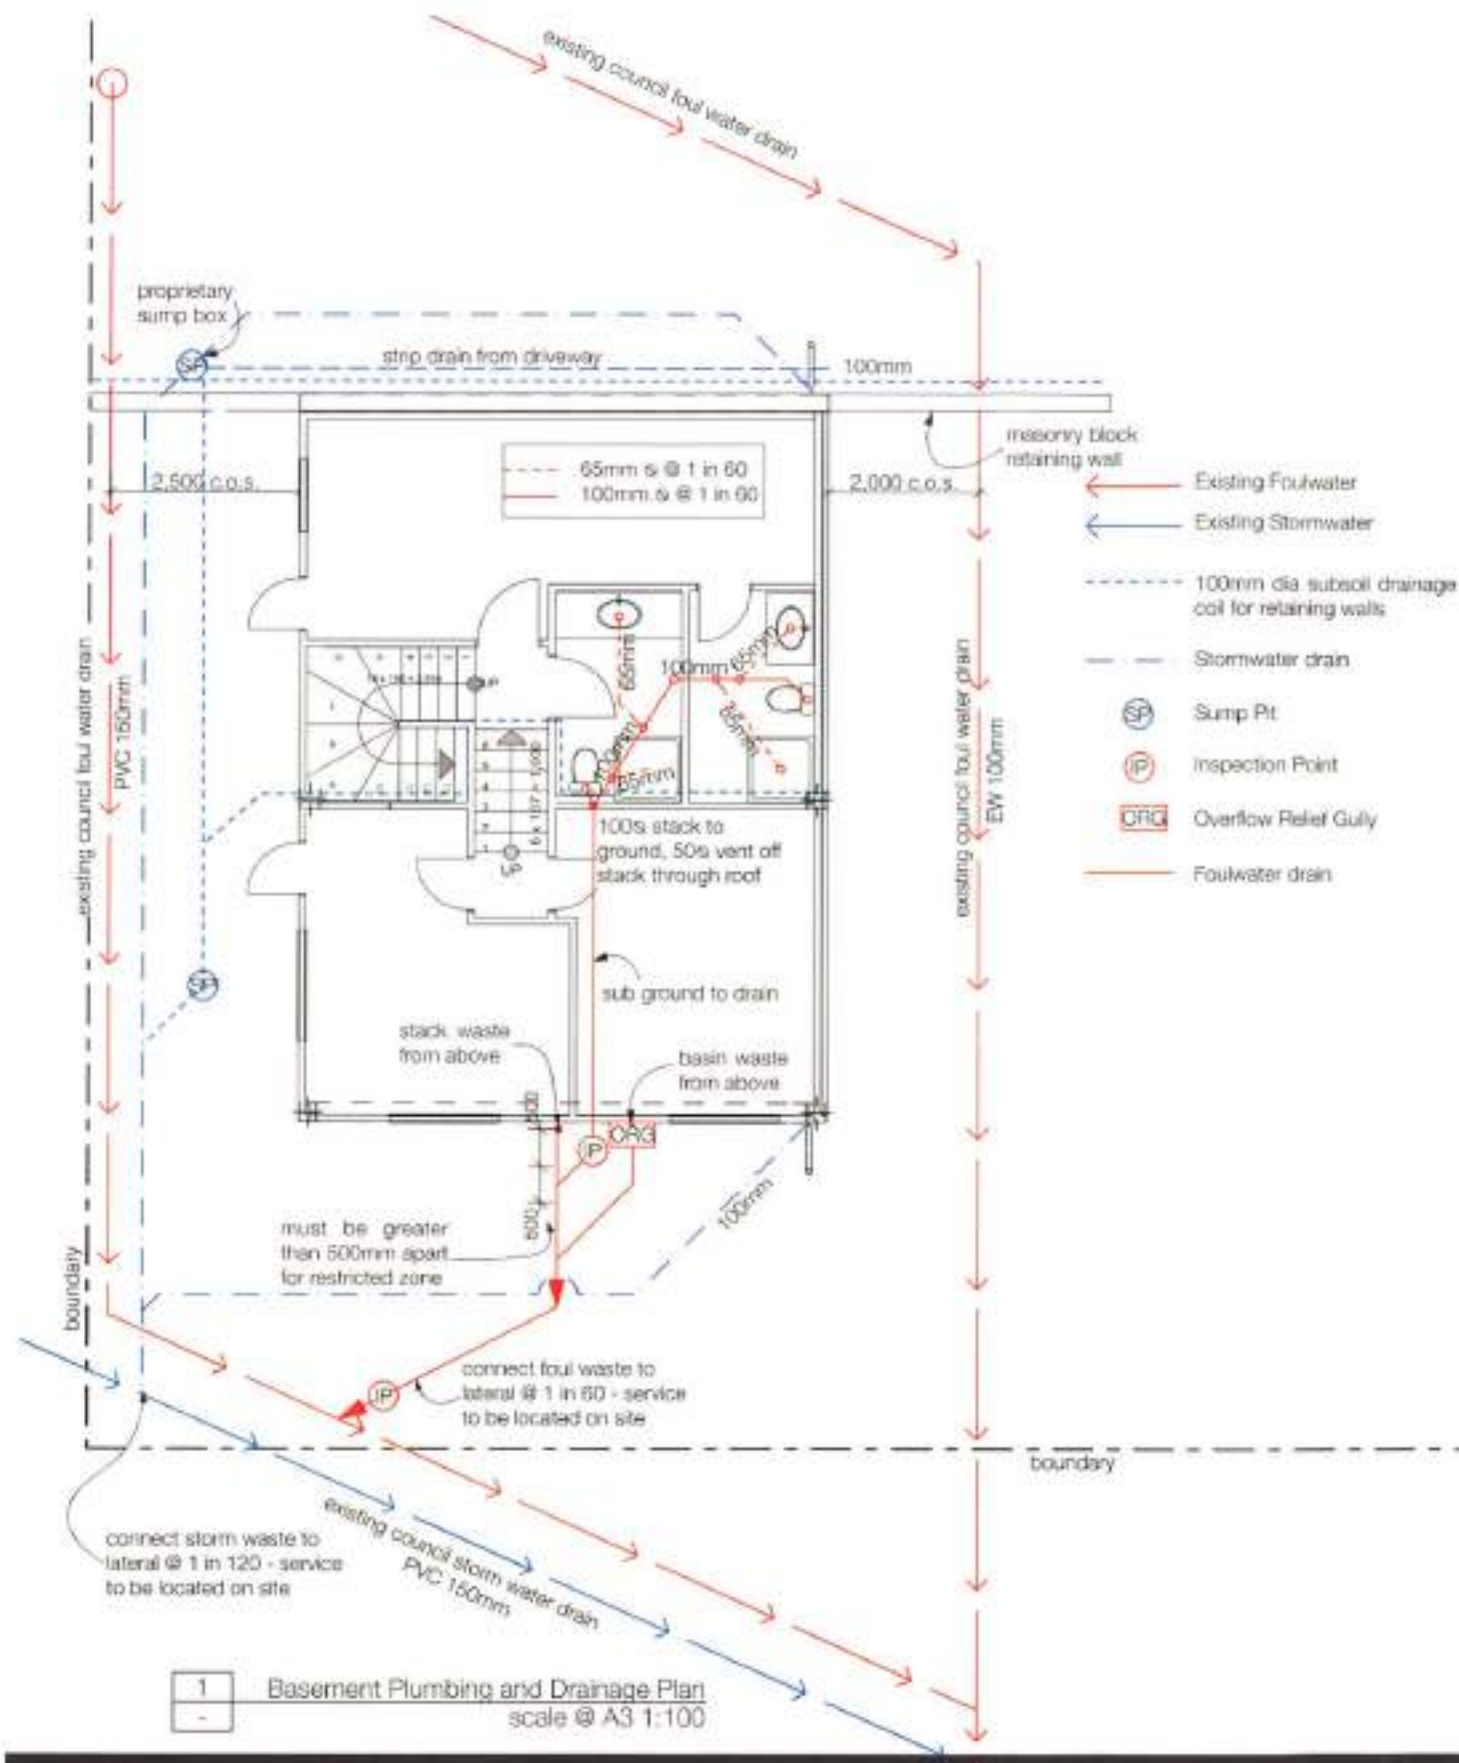 existing council foul water drain
proprietary
sump box
SP
strip drain from driveway
100mm
masonry block
retaining wall
2,500 c.o.s.
65mm is @ 1 in 60
100mm is @ 1 in 60
2,000 c.o.s.
Existing Foulwater
Existing Stormwater
100mm dia subsoil drainage
coil for retaining walls
Stormwater drain
SP Sump Pit
IP Inspection Point
ORG Overflow Relief Gully
Foulwater drain
existing council foul water drain
PVC 150mm
65mm
100mm
65mm
65mm
100mm
65mm
up
up
existing council foul water drain
EW 100mm
100is stack to
ground, 50is vent off
stack through roof
SP
sub ground to drain
stack waste
from above
basin waste
from above
ORG
IP
must be greater
than 500mm apart
for restricted zone
100mm
boundary
connect foul waste to
lateral @ 1 in 60 - service
to be located on site
IP
boundary
connect storm waste to
lateral @ 1 in 120 - service
to be located on site
existing council storm water drain
PVC 150mm
1
-
Basement Plumbing and Drainage Plan
scale @ A3 1:100